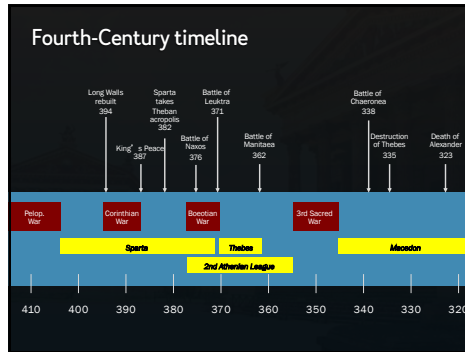 Fourth-Century timeline
Long Walls
rebuilt
394
King's Peace
387
Sparta
takes
Theban
acropolis
382
Battle of
Naxos
376
Battle of
Leuktra
371
Battle of
Manitaea
362
Battle of
Chaeronea
338
Destruction
of Thebes
335
Death of
Alexander
323
Pelop.
War
Corinthian
War
Boeotian
War
3rd Sacred
War
Sparta
Thebes
Macedon
2nd Athenian League
410
400
390
380
370
360
350
340
330
320